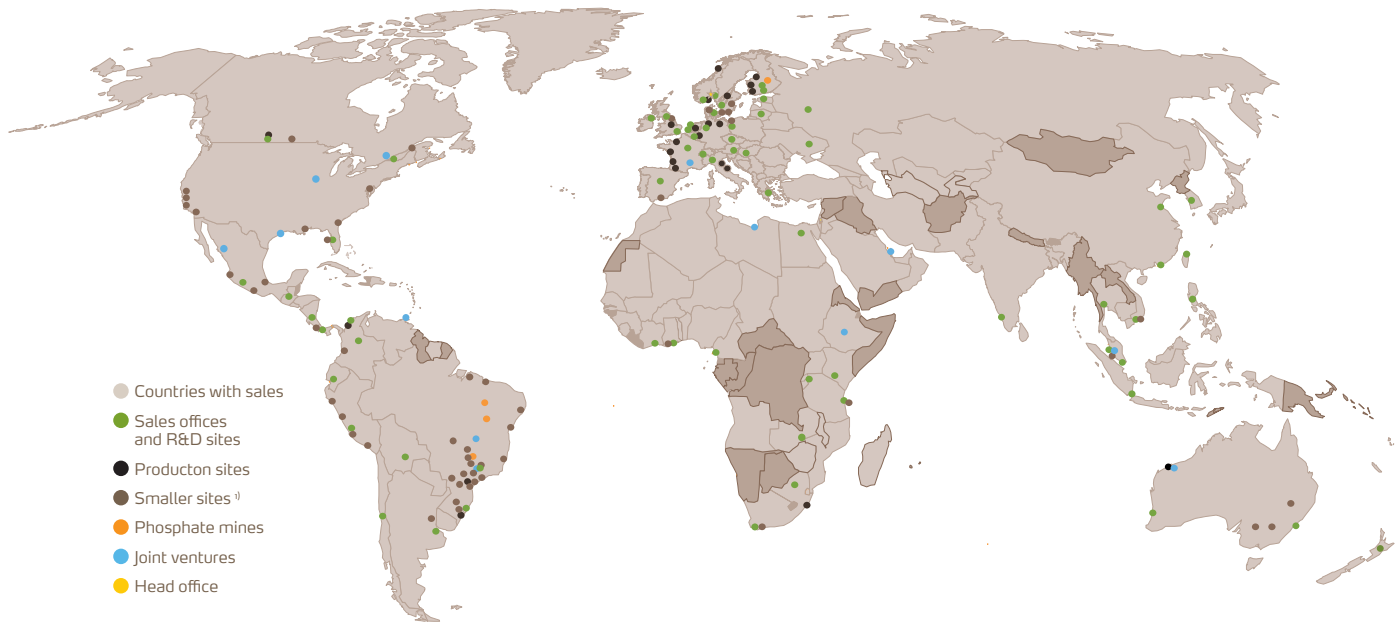 Countries with sales
Sales offices
and R&D sites
Producton sites
Smaller sites ¹⁾
Phosphate mines
Joint ventures
Head office